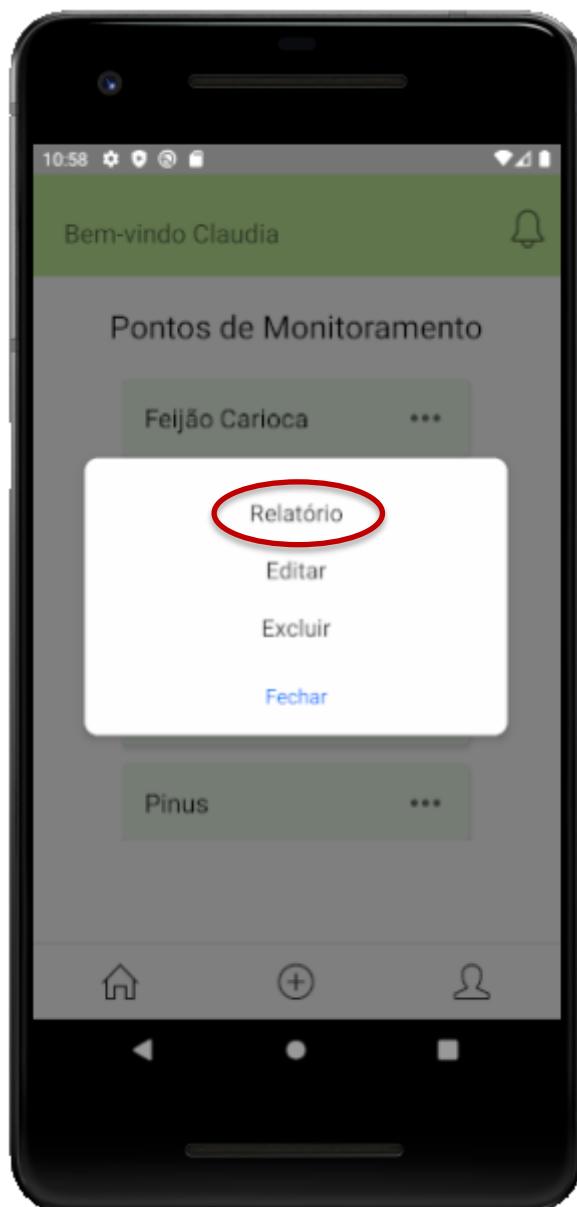 10:58
Bem-vindo Claudia
Pontos de Monitoramento
Feijão Carioca
Relatório
Editar
Excluir
Fechar
Pinus